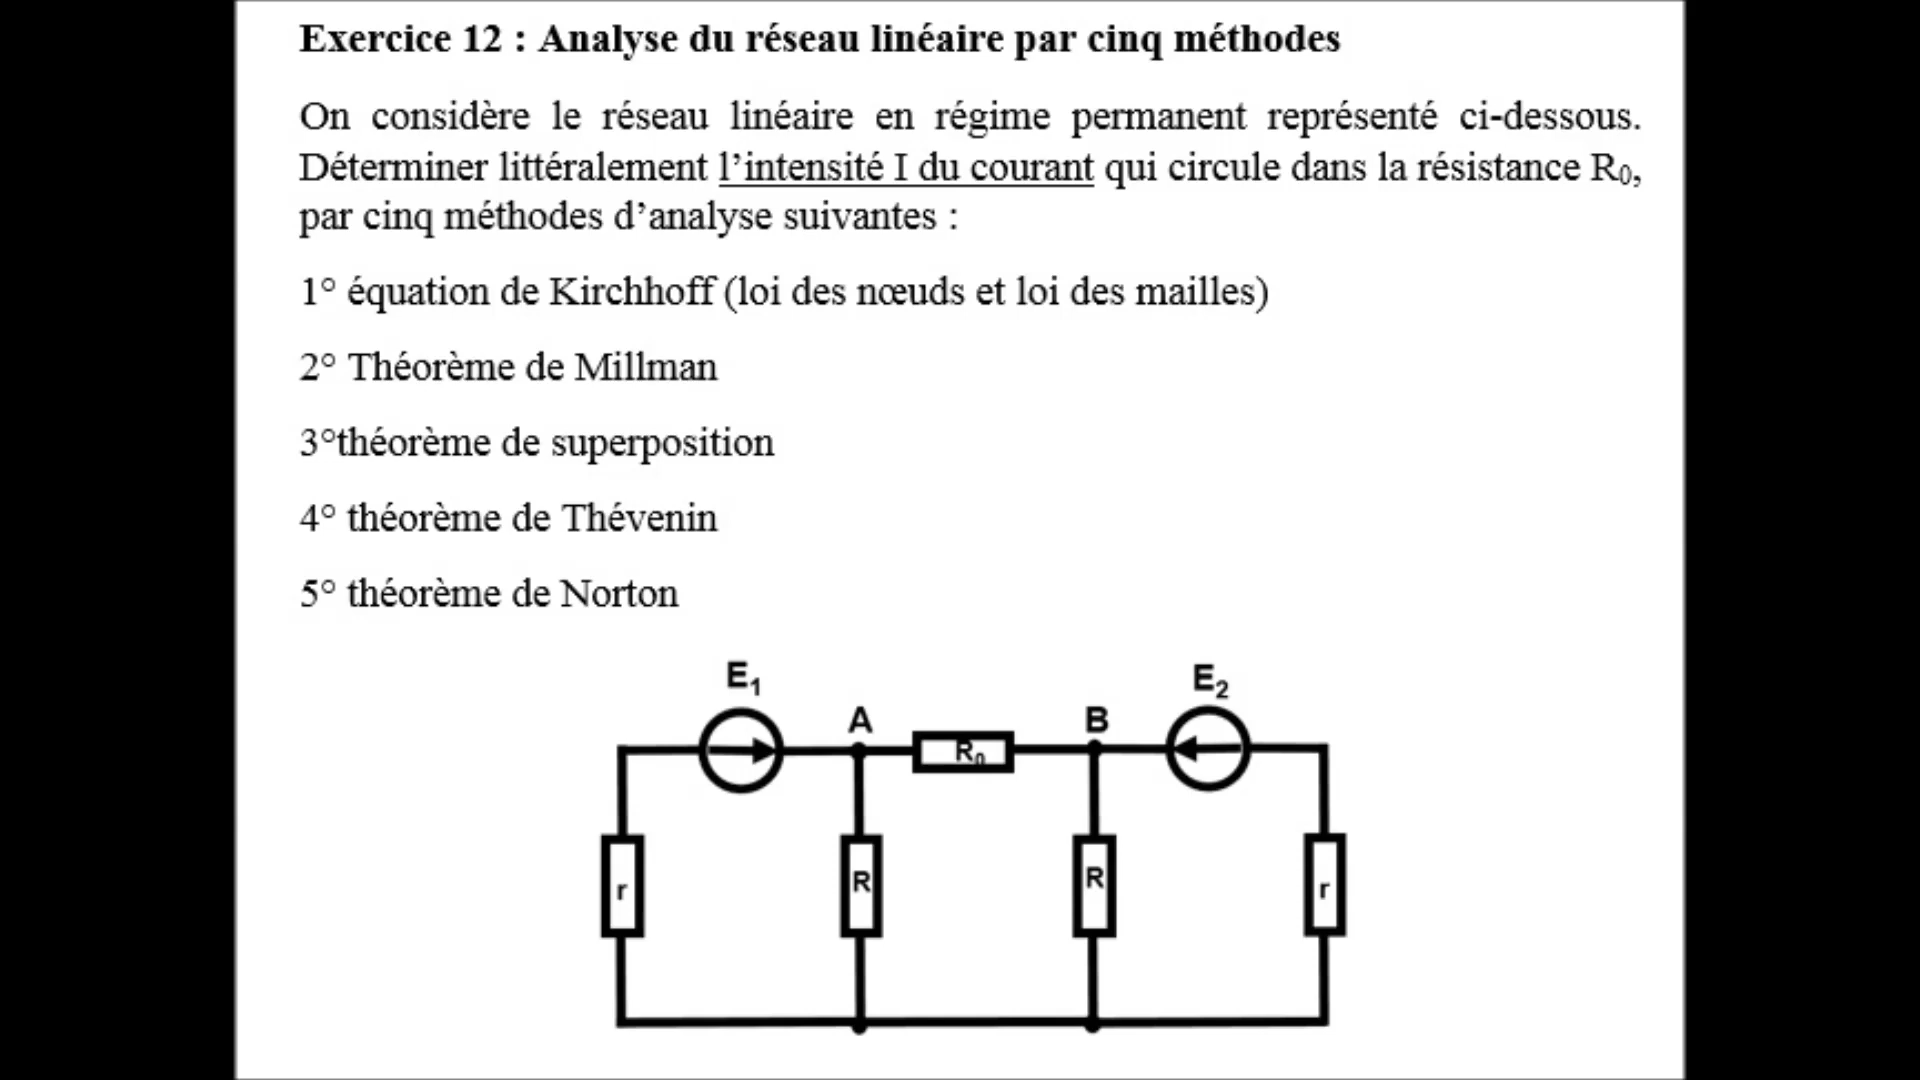 Exercice 12 : Analyse du réseau linéaire par cinq méthodes
On considère le réseau linéaire en régime permanent représenté ci-dessous.
Déterminer littéralement l’intensité I du courant qui circule dans la résistance R₀,
par cinq méthodes d’analyse suivantes :
1° équation de Kirchhoff (loi des nœuds et loi des mailles)
2° Théorème de Millman
3°théorème de superposition
4° théorème de Thévenin
5° théorème de Norton
E₁ E₂
A B
R₀
r R R r